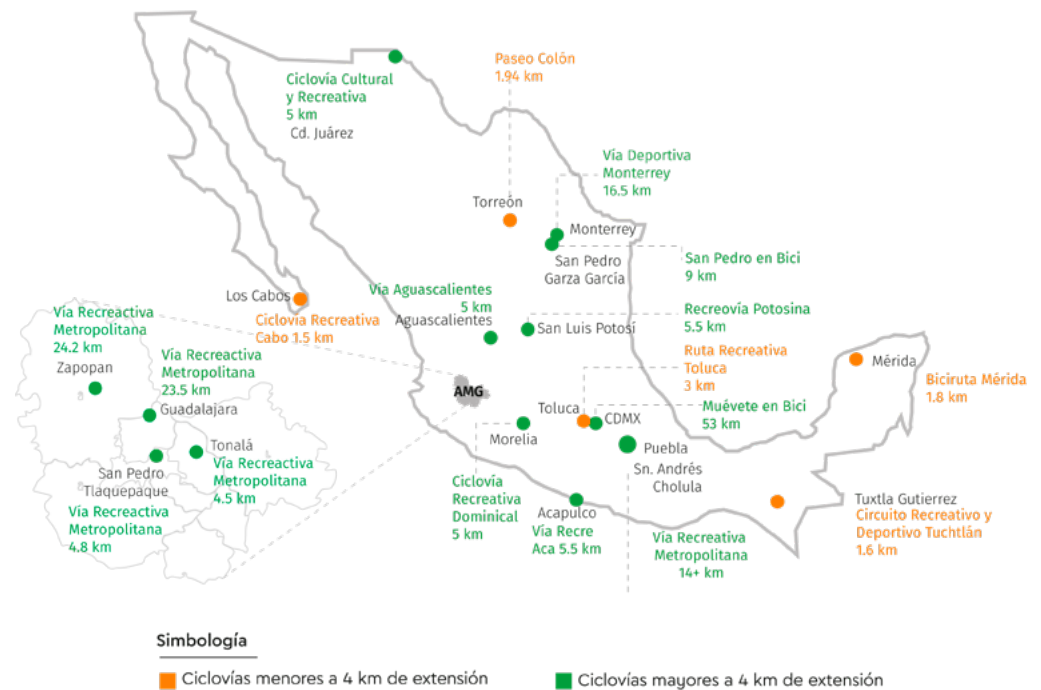 Paseo Colón
1.94 km
Ciclovía Cultural
y Recreativa
5 km
Cd. Juárez
Vía Deportiva
Monterrey
16.5 km
Torreón
Monterrey
San Pedro
Garza García
San Pedro en Bici
9 km
Los Cabos
Ciclovía Recreativa
Cabo 1.5 km
Vía Aguascalientes
5 km
Aguascalientes
San Luis Potosí
Recreovía Potosina
5.5 km
Vía Recreactiva
Metropolitana
24.2 km
Zapopan
Vía Recreactiva
Metropolitana
23.5 km
Guadalajara
Tonalá
Vía Recreactiva
Metropolitana
4.5 km
San Pedro
Tlaquepaque
Vía Recreactiva
Metropolitana
4.8 km
AMG
Ruta Recreativa
Toluca
3 km
Toluca
CDMX
Muévete en Bici
53 km
Mérida
Biciruta Mérida
1.8 km
Morelia
Ciclovía
Recreativa
Dominical
5 km
Puebla
Sn. Andrés
Cholula
Acapulco
Vía Recre
Aca 5.5 km
Vía Recreativa
Metropolitana
14+ km
Tuxtla Gutierrez
Circuito Recreativo y
Deportivo Tuchtlán
1.6 km
Simbología
Ciclovías menores a 4 km de extensión
Ciclovías mayores a 4 km de extensión